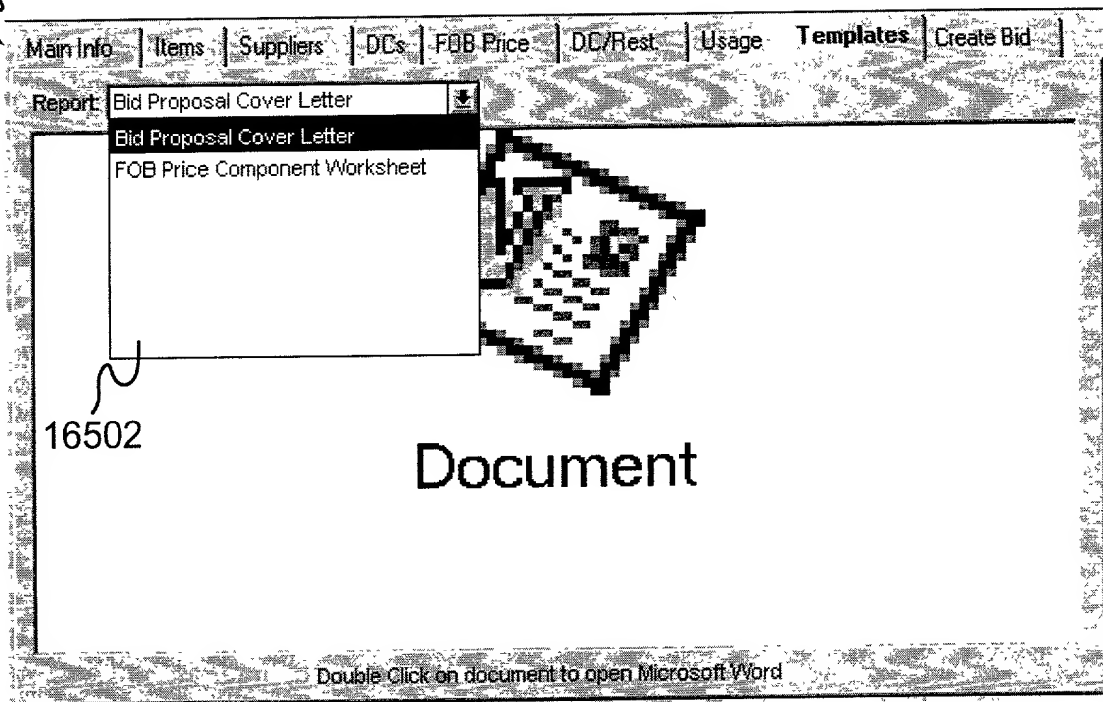 Main Info Items Suppliers DCs FOB Price DC/Rest. Usage Templates Create Bid
Report: Bid Proposal Cover Letter
Bid Proposal Cover Letter
FOB Price Component Worksheet
16502
Document
Double Click on document to open Microsoft Word